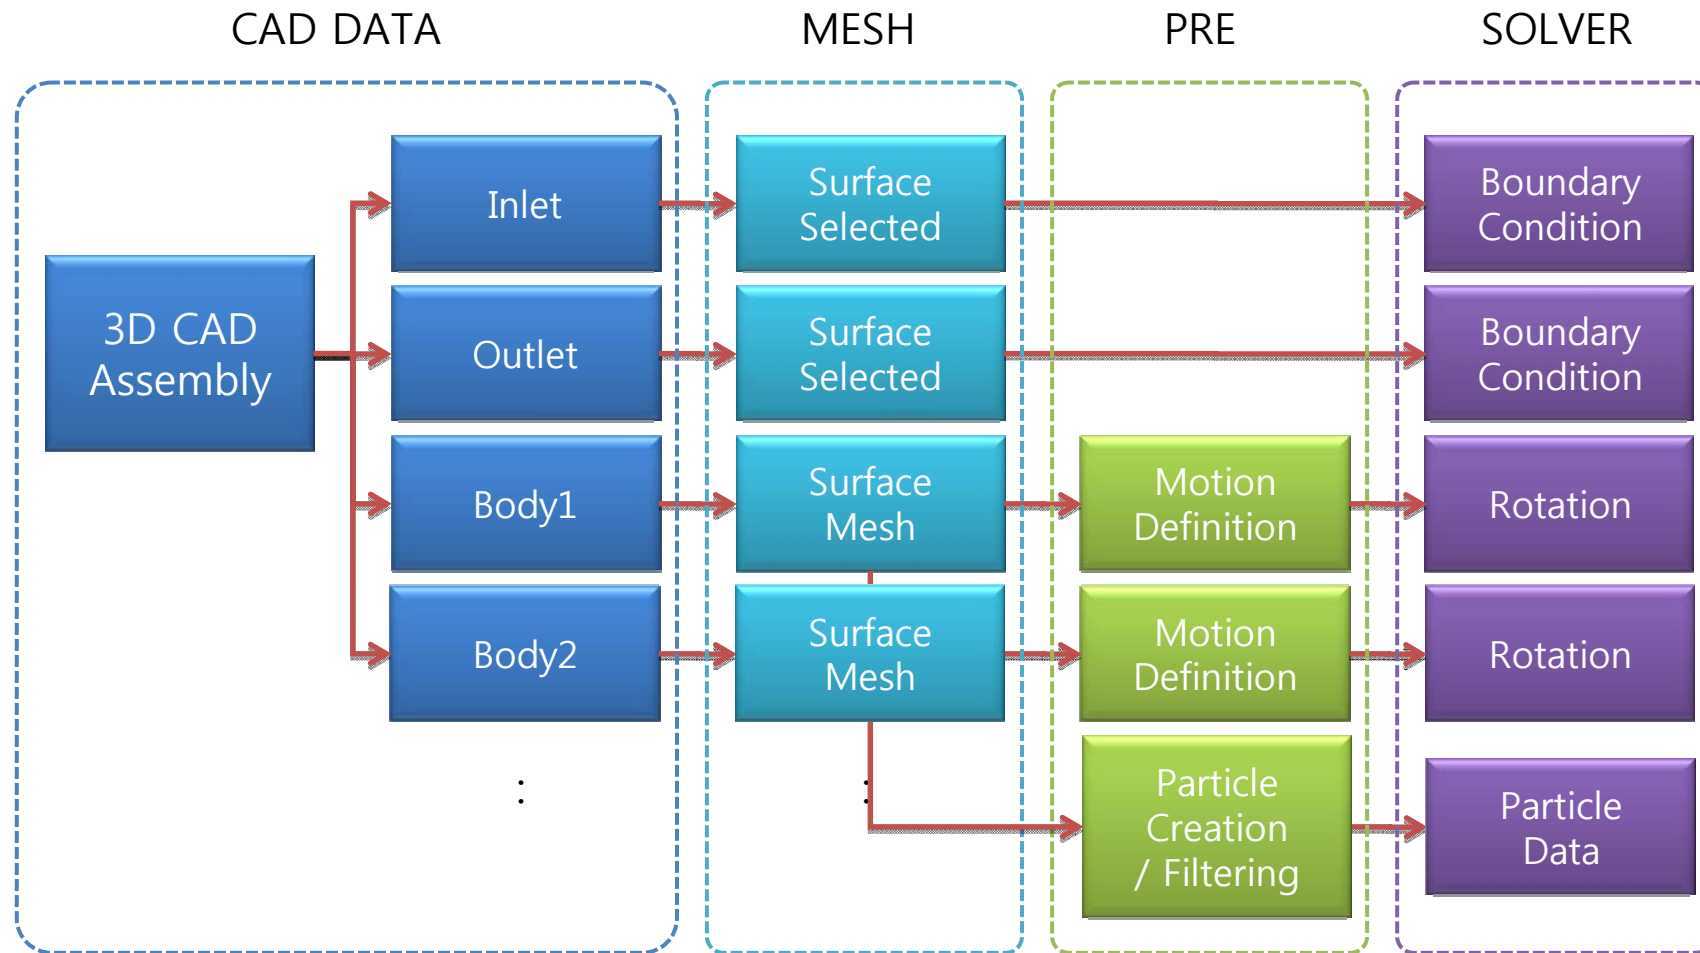 CAD DATA
MESH
PRE
SOLVER
3D CAD
Assembly
Inlet
Surface
Selected
Boundary
Condition
Outlet
Surface
Selected
Boundary
Condition
Body1
Surface
Mesh
Motion
Definition
Rotation
Body2
Surface
Mesh
Motion
Definition
Rotation
:
:
Particle
Creation
/ Filtering
Particle
Data